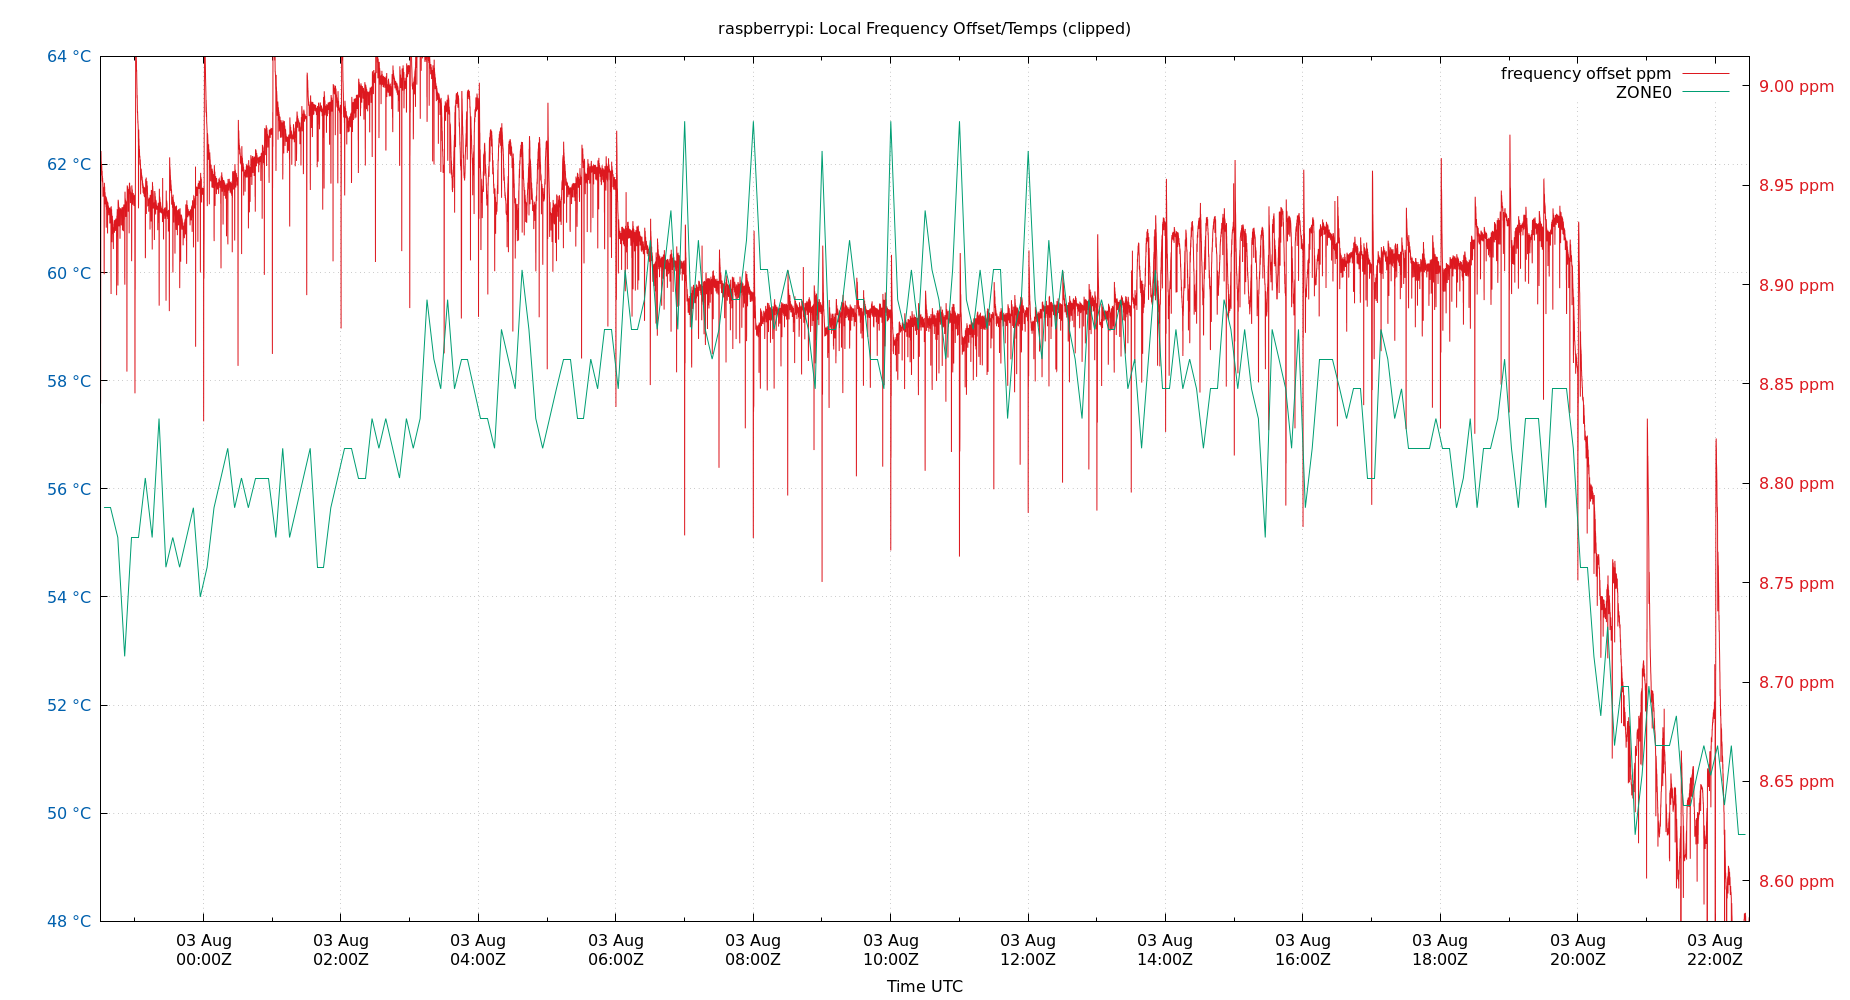 raspberrypi: Local Frequency Offset/Temps (clipped)
64 °C
62 °C
60 °C
58 °C
56 °C
54 °C
52 °C
50 °C
48 °C
frequency offset ppm
ZONE0
9.00 ppm
8.95 ppm
8.90 ppm
8.85 ppm
8.80 ppm
8.75 ppm
8.70 ppm
8.65 ppm
8.60 ppm
03 Aug
00:00Z
03 Aug
02:00Z
03 Aug
04:00Z
03 Aug
06:00Z
03 Aug
08:00Z
03 Aug
10:00Z
03 Aug
12:00Z
03 Aug
14:00Z
03 Aug
16:00Z
03 Aug
18:00Z
03 Aug
20:00Z
03 Aug
22:00Z
Time UTC